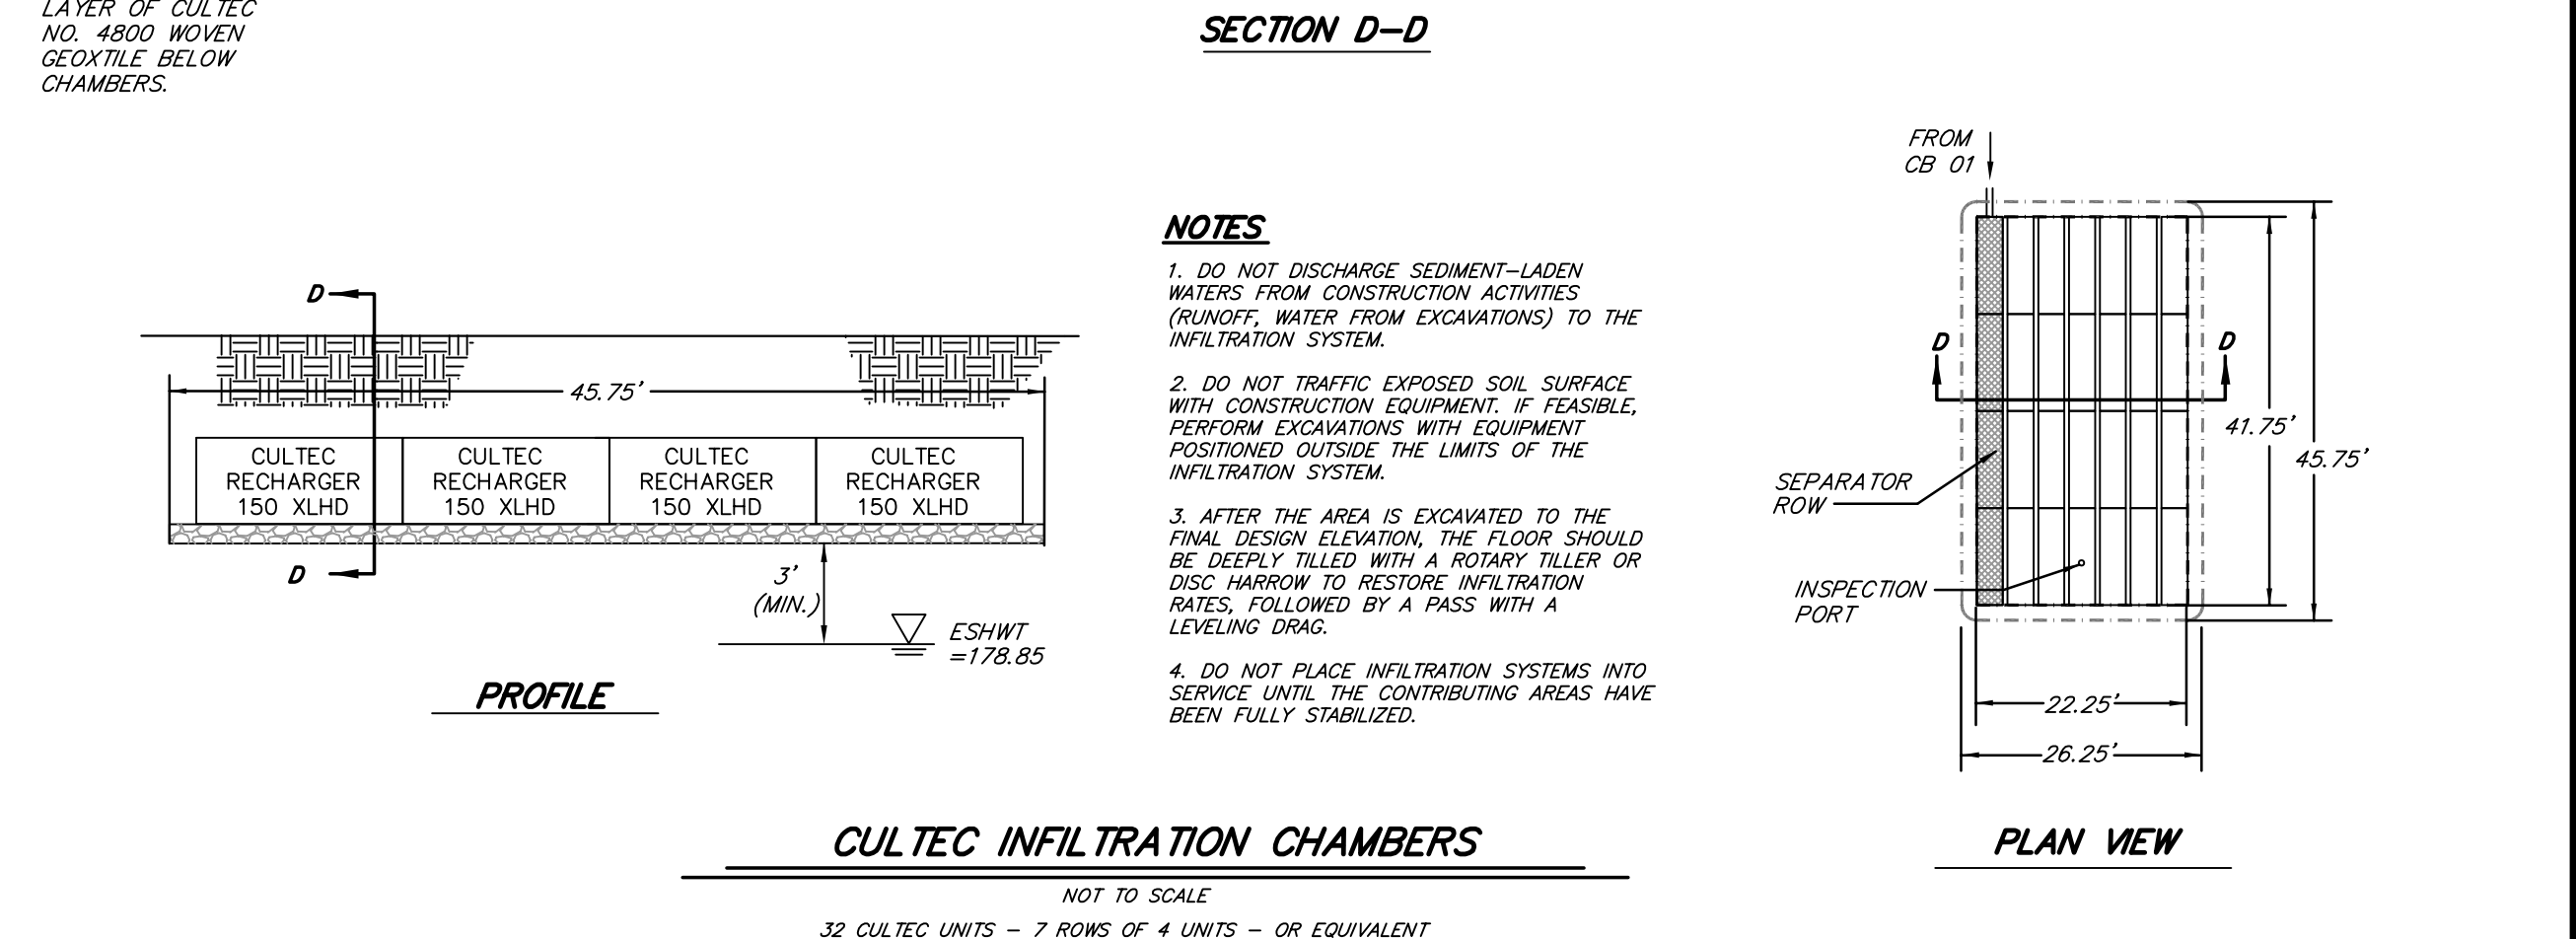 LAYER OF CULTEC
NO. 4800 WOVEN
GEOXTILE BELOW
CHAMBERS.
SECTION D-D
D
45.75'
CULTEC
RECHARGER
150 XLHD
CULTEC
RECHARGER
150 XLHD
CULTEC
RECHARGER
150 XLHD
CULTEC
RECHARGER
150 XLHD
D
3'
(MIN.)
ESHWT
=178.85
PROFILE
NOTES
1. DO NOT DISCHARGE SEDIMENT-LADEN
WATERS FROM CONSTRUCTION ACTIVITIES
(RUNOFF, WATER FROM EXCAVATIONS) TO THE
INFILTRATION SYSTEM.
2. DO NOT TRAFFIC EXPOSED SOIL SURFACE
WITH CONSTRUCTION EQUIPMENT. IF FEASIBLE,
PERFORM EXCAVATIONS WITH EQUIPMENT
POSITIONED OUTSIDE THE LIMITS OF THE
INFILTRATION SYSTEM.
3. AFTER THE AREA IS EXCAVATED TO THE
FINAL DESIGN ELEVATION, THE FLOOR SHOULD
BE DEEPLY TILLED WITH A ROTARY TILLER OR
DISC HARROW TO RESTORE INFILTRATION
RATES, FOLLOWED BY A PASS WITH A
LEVELING DRAG.
4. DO NOT PLACE INFILTRATION SYSTEMS INTO
SERVICE UNTIL THE CONTRIBUTING AREAS HAVE
BEEN FULLY STABILIZED.
FROM
CB 01
D
D
41.75'
45.75'
SEPARATOR
ROW
INSPECTION
PORT
22.25'
26.25'
PLAN VIEW
CULTEC INFILTRATION CHAMBERS
NOT TO SCALE
32 CULTEC UNITS - 7 ROWS OF 4 UNITS - OR EQUIVALENT